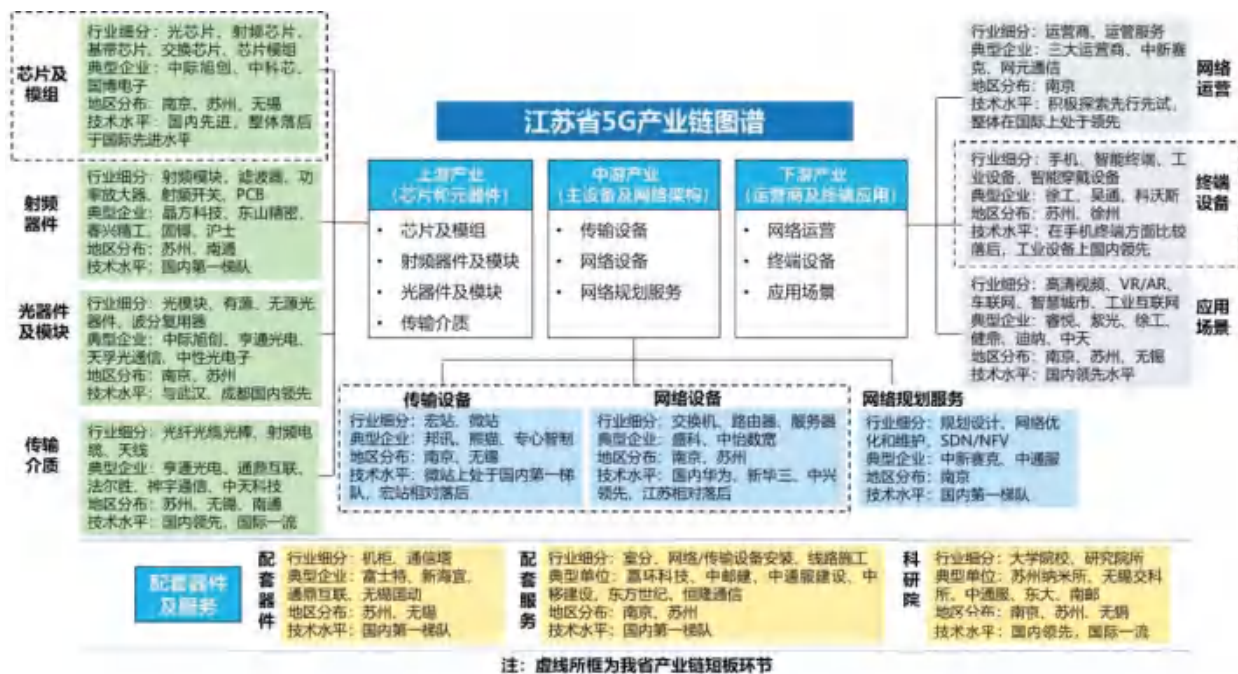 江苏省5G产业链图谱
芯片及
模组
行业细分：光芯片、射频芯片、
基带芯片、交换芯片、芯片模组
典型企业：中际旭创、中科芯、
国博电子
地区分布：南京、苏州、无锡
技术水平：国内先进，整体落后
于国际先进水平
射频
器件
行业细分：射频模块、滤波器、功
率放大器、射频开关、PCB
典型企业：晶方科技、东山精密、
春兴精工、固锝、沪士
地区分布：苏州、南通
技术水平：国内第一梯队
光器件
及模块
行业细分：光模块、有源、无源光
器件、波分复用器
典型企业：中际旭创、亨通光电、
天孚光通信、中性光电子
地区分布：南京、苏州
技术水平：与武汉、成都国内领先
传输
介质
行业细分：光纤光缆光棒、射频电
缆、天线
典型企业：亨通光电、通鼎互联、
法尔胜、神宇通信、中天科技
地区分布：苏州、无锡、南通
技术水平：国内领先，国际一流
上游产业
（芯片和元器件）
• 芯片及模组
• 射频器件及模块
• 光器件及模块
• 传输介质
中游产业
（主设备及网络架构）
• 传输设备
• 网络设备
• 网络规划服务
下游产业
（运营商及终端应用）
• 网络运营
• 终端设备
• 应用场景
网络
运营
行业细分：运营商、运管服务
典型企业：三大运营商、中新赛
克、网元通信
地区分布：南京
技术水平：积极探索先行先试，
整体在国际上处于领先
终端
设备
行业细分：手机、智能终端、工
业设备、智能穿戴设备
典型企业：徐工、吴通、科沃斯
地区分布：苏州、徐州
技术水平：在手机终端方面比较
落后，工业设备上国内领先
应用
场景
行业细分：高清视频、VR/AR、
车联网、智慧城市、工业互联网
典型企业：睿悦、紫光、徐工、
健鼎、迪纳、中天
地区分布：南京、苏州、无锡
技术水平：国内领先水平
传输设备
行业细分：宏站、微站
典型企业：邦讯、熊猫、专心智制
地区分布：南京、无锡
技术水平：微站上处于国内第一梯
队，宏站相对落后
网络设备
行业细分：交换机、路由器、服务器
典型企业：盛科、中怡数宽
地区分布：南京、苏州
技术水平：国内华为、新华三、中兴
领先，江苏相对落后
网络规划服务
行业细分：规划设计、网络优
化和维护、SDN/NFV
典型企业：中新赛克、中通服
地区分布：南京
技术水平：国内第一梯队
配套器件
及服务
配套器件
行业细分：机柜、通信塔
典型企业：富士特、新海宜、
通鼎互联、无锡国动
地区分布：苏州、无锡
技术水平：国内第一梯队
配套服务
行业细分：室分、网络/传输设备安装、线路施工
典型单位：嘉环科技、中邮建、中通服建设、中
移建设、东方世纪、恒隆通信
地区分布：南京、苏州
技术水平：国内第一梯队
科研院
行业细分：大学院校、研究院所
典型单位：苏州纳米所、无锡交科
所、中通服、东大、南邮
地区分布：南京、苏州、无锡
技术水平：国内领先，国际一流
注：虚线所框为我省产业链短板环节